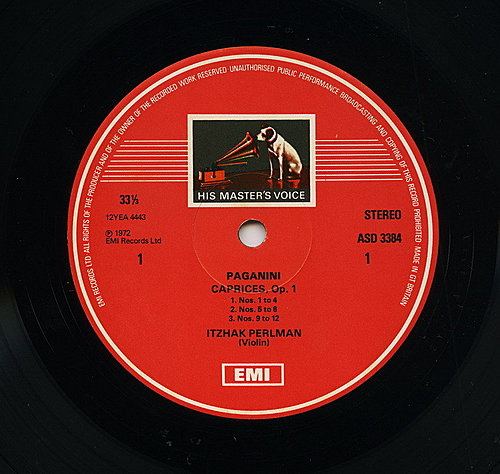 EMI RECORDS LTD ALL RIGHTS OF THE PRODUCER AND OF THE OWNER OF THE RECORDED WORK RESERVED UNAUTHORISED PUBLIC PERFORMANCE BROADCASTING AND COPYING OF THIS RECORD PROHIBITED MADE IN GT BRITAIN
HIS MASTER'S VOICE
33⅓
12YEA 4443
STEREO
℗ 1972
EMI Records Ltd
ASD 3384
1
1
PAGANINI
CAPRICES, Op. 1
1. Nos. 1 to 4
2. Nos. 5 to 8
3. Nos. 9 to 12
ITZHAK PERLMAN
(Violin)
EMI